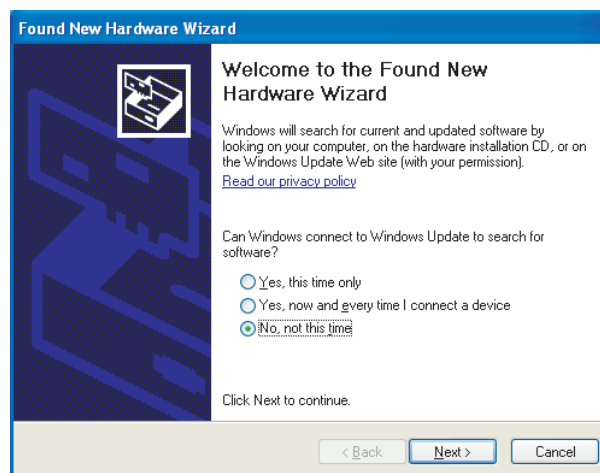 Found New Hardware Wizard
Welcome to the Found New
Hardware Wizard
Windows will search for current and updated software by
looking on your computer, on the hardware installation CD, or on
the Windows Update Web site (with your permission).
Read our privacy policy
Can Windows connect to Windows Update to search for
software?
Yes, this time only
Yes, now and every time I connect a device
No, not this time
Click Next to continue.
< Back Next > Cancel